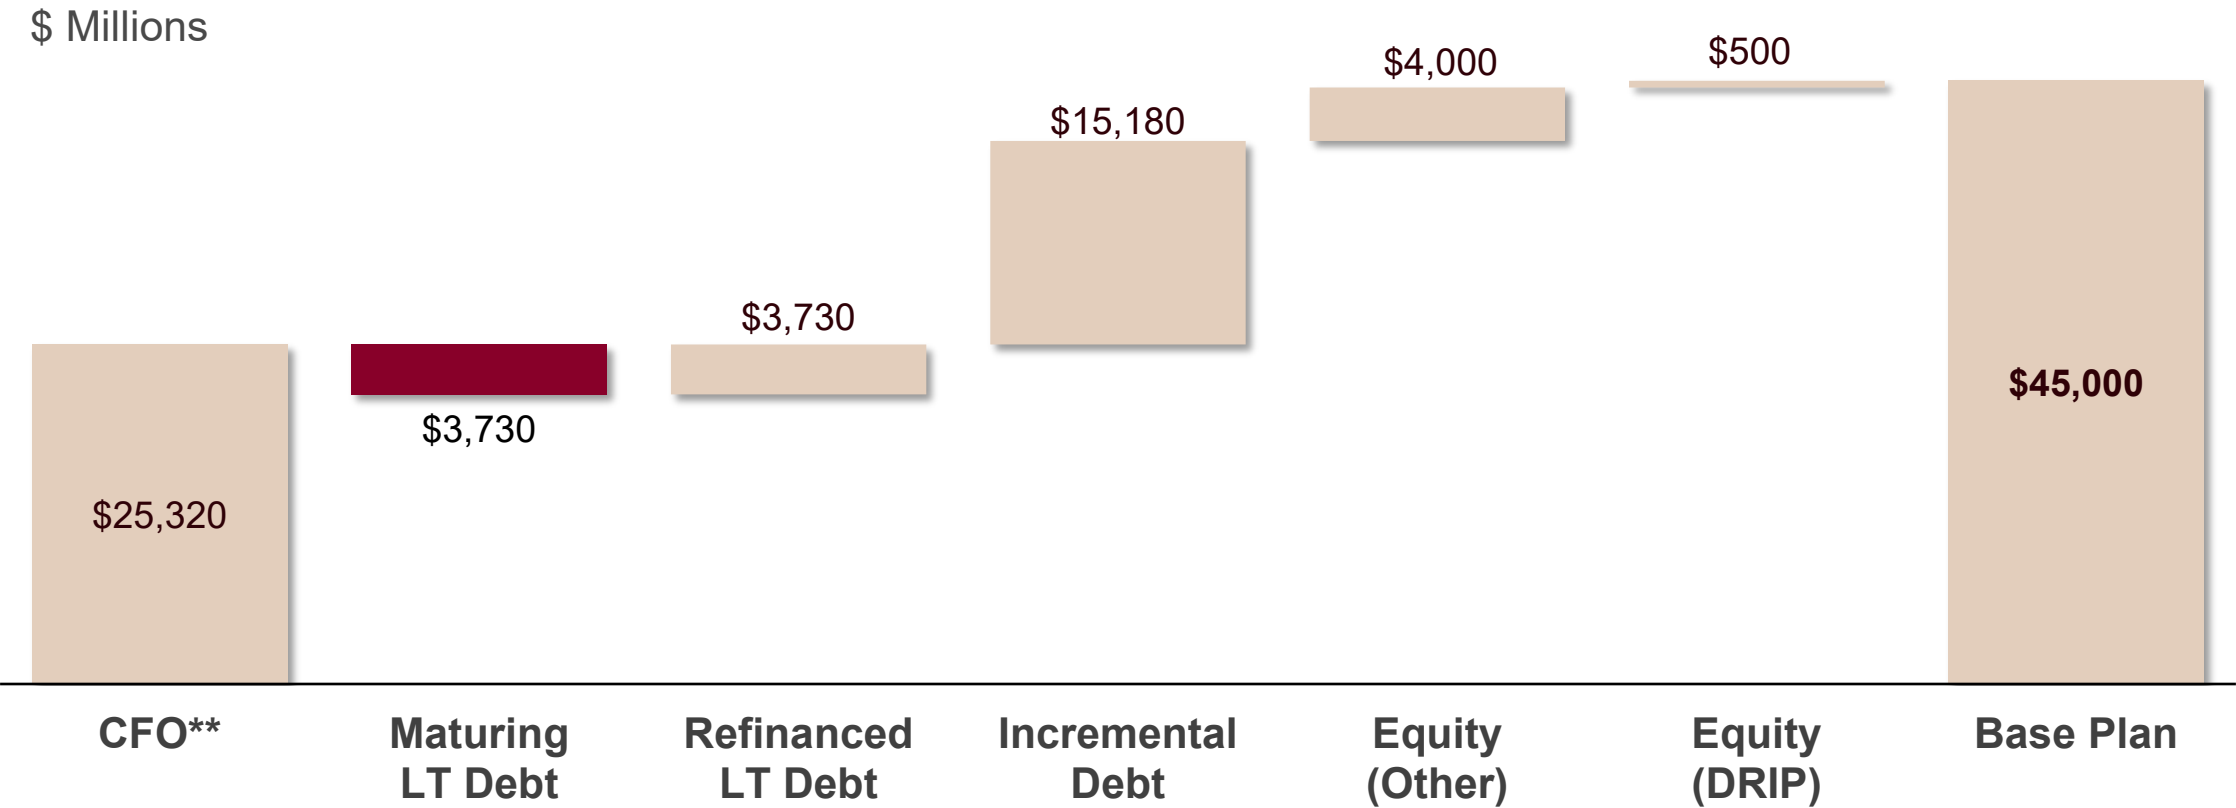 $ Millions
$25,320
$3,730
$3,730
$15,180
$4,000
$500
$45,000
CFO**
Maturing
LT Debt
Refinanced
LT Debt
Incremental
Debt
Equity
(Other)
Equity
(DRIP)
Base Plan